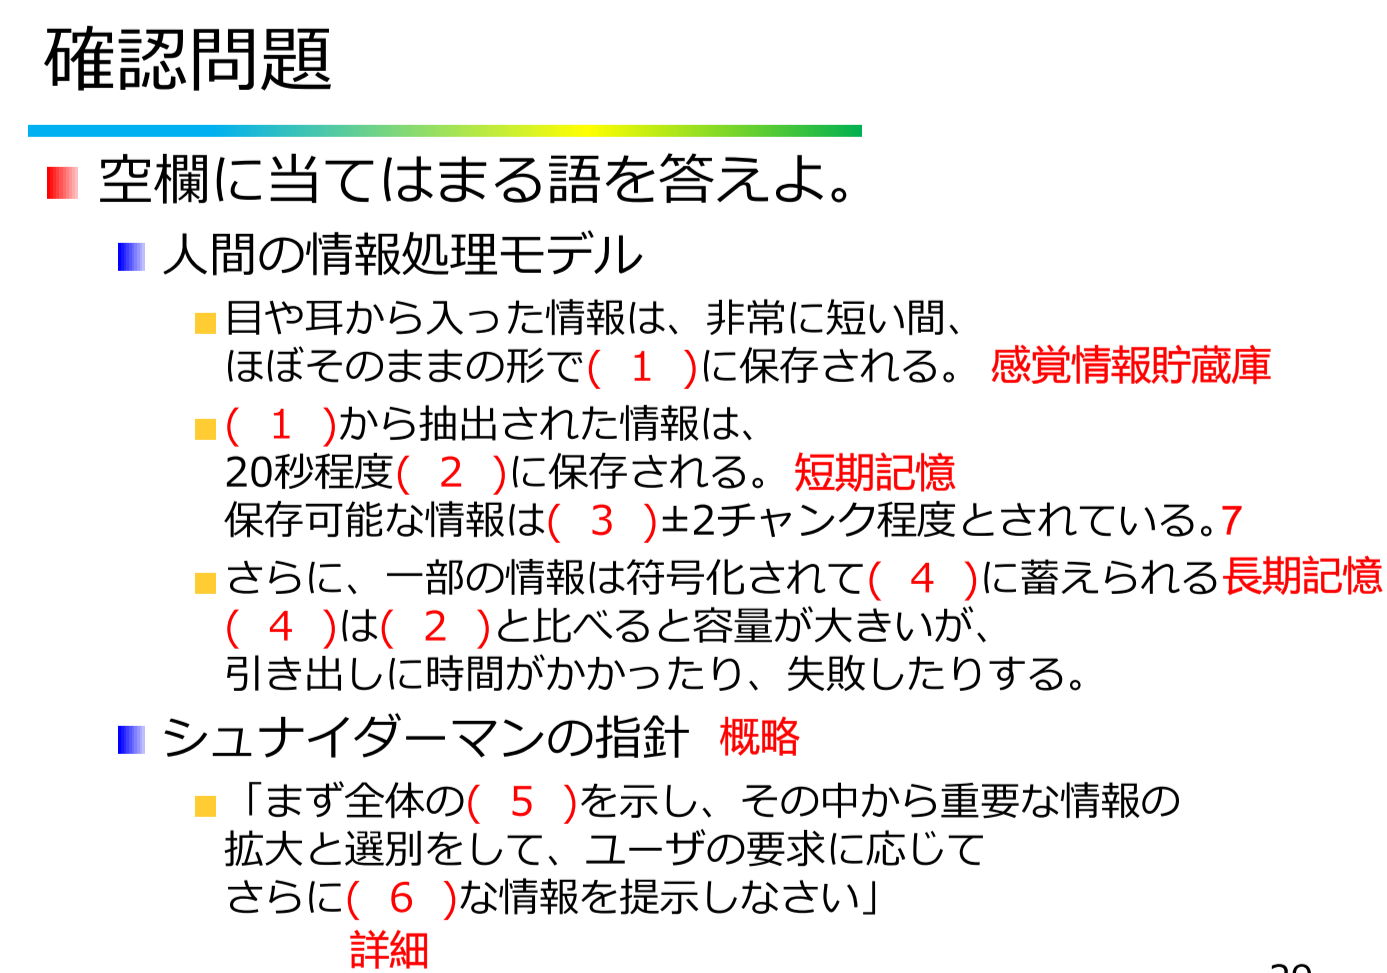 確認問題
空欄に当てはまる語を答えよ。
人間の情報処理モデル
目や耳から入った情報は、非常に短い間、
ほぼそのままの形で( 1 )に保存される。 感覚情報貯蔵庫
( 1 )から抽出された情報は、
20秒程度( 2 )に保存される。 短期記憶
保存可能な情報は( 3 )±2チャンク程度とされている。7
さらに、一部の情報は符号化されて( 4 )に蓄えられる長期記憶
( 4 )は( 2 )と比べると容量が大きいが、
引き出しに時間がかかったり、失敗したりする。
シュナイダーマンの指針 概略
「まず全体の( 5 )を示し、その中から重要な情報の
拡大と選別をして、ユーザの要求に応じて
さらに( 6 )な情報を提示しなさい」
詳細